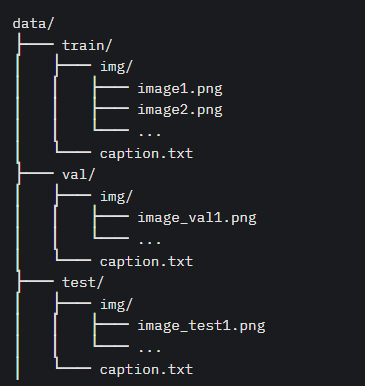 data/
train/
img/
image1.png
image2.png
...
caption.txt
val/
img/
image_val1.png
...
caption.txt
test/
img/
image_test1.png
...
caption.txt